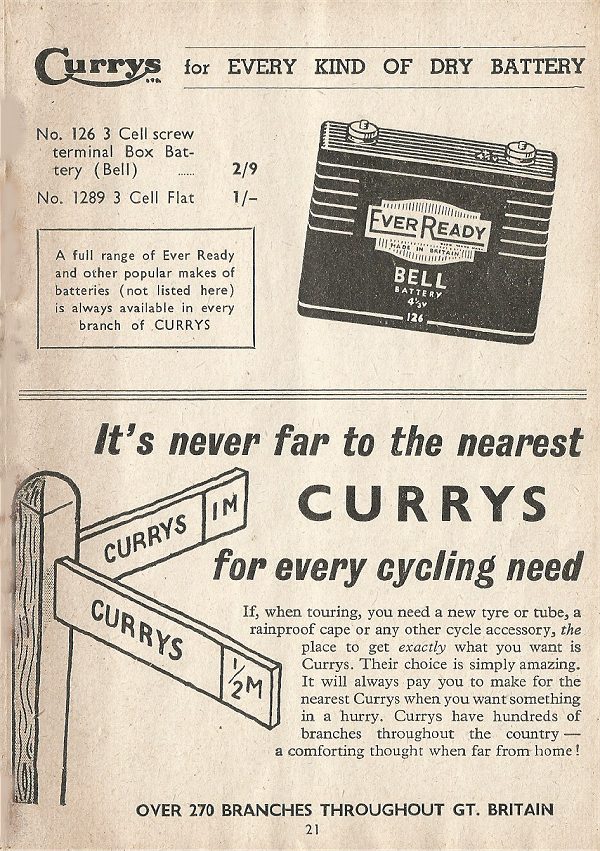 Currys LTD. for EVERY KIND OF DRY BATTERY
No. 126 3 Cell screw
terminal Box Bat-
tery (Bell) ...... 2/9
No. 1289 3 Cell Flat 1/-
A full range of Ever Ready
and other popular makes of
batteries (not listed here)
is always available in every
branch of CURRYS
EVER READY
MADE IN BRITAIN
BELL
BATTERY
4½V
126
It's never far to the nearest
CURRYS
for every cycling need
CURRYS 1M
CURRYS ½M
If, when touring, you need a new tyre or tube, a
rainproof cape or any other cycle accessory, the
place to get exactly what you want is
Currys. Their choice is simply amazing.
It will always pay you to make for the
nearest Currys when you want something
in a hurry. Currys have hundreds of
branches throughout the country —
a comforting thought when far from home!
OVER 270 BRANCHES THROUGHOUT GT. BRITAIN
21